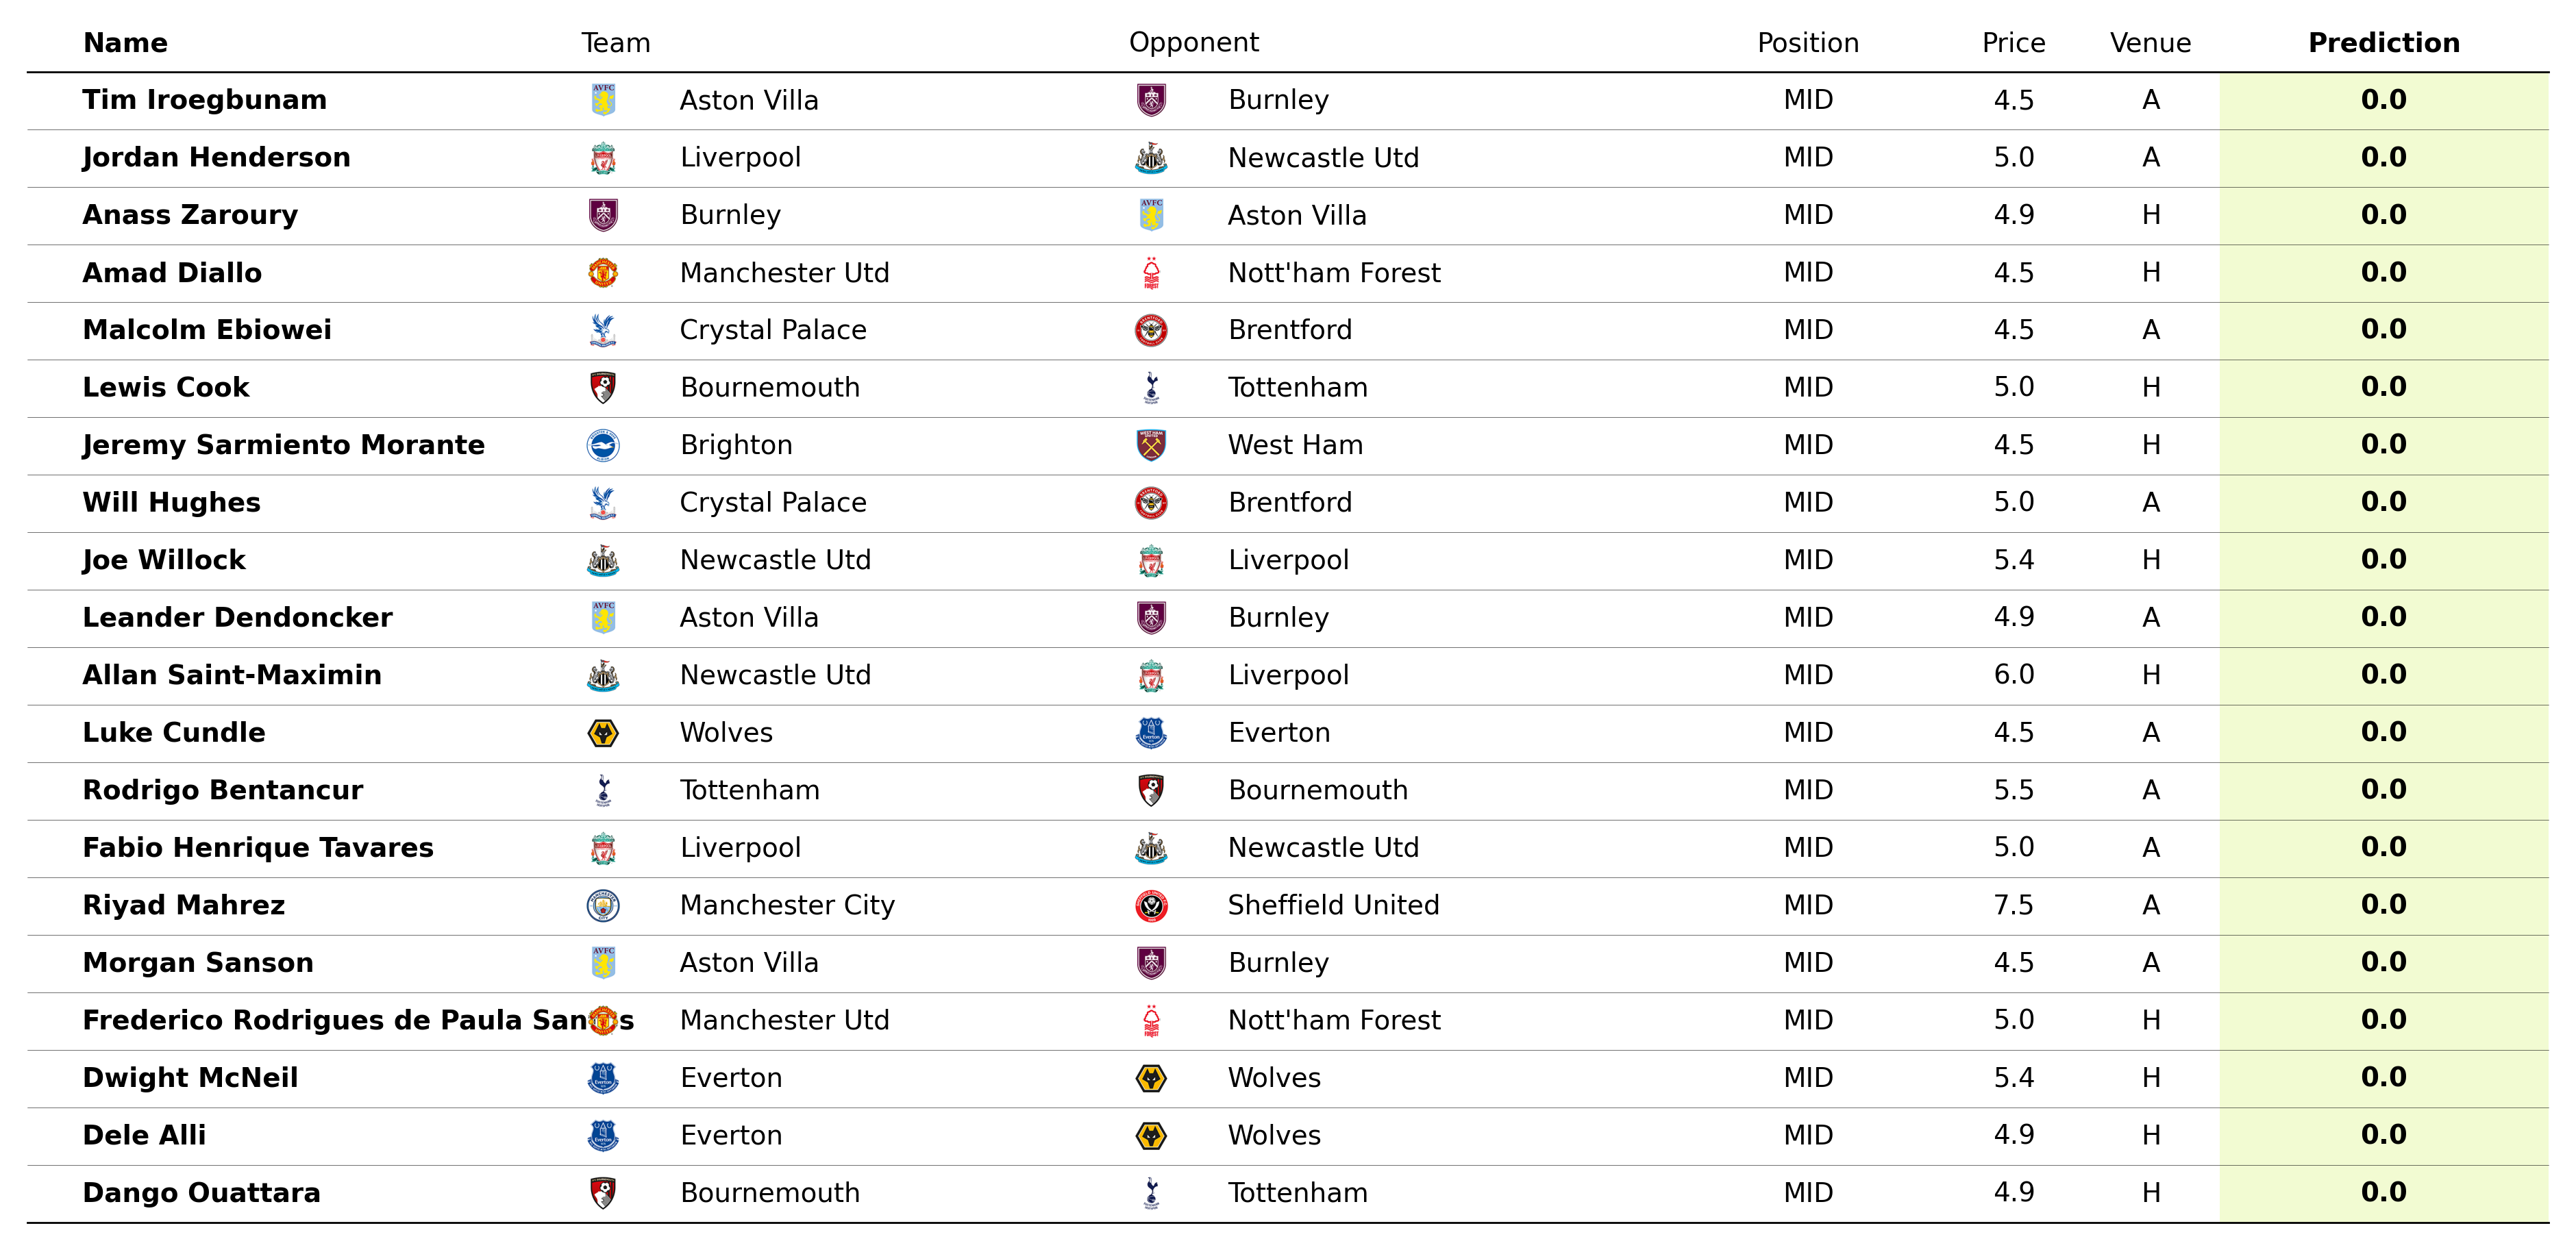 Name Team Opponent Position Price Venue Prediction
Tim Iroegbunam Aston Villa Burnley MID 4.5 A 0.0
Jordan Henderson Liverpool Newcastle Utd MID 5.0 A 0.0
Anass Zaroury Burnley Aston Villa MID 4.9 H 0.0
Amad Diallo Manchester Utd Nott'ham Forest MID 4.5 H 0.0
Malcolm Ebiowei Crystal Palace Brentford MID 4.5 A 0.0
Lewis Cook Bournemouth Tottenham MID 5.0 H 0.0
Jeremy Sarmiento Morante Brighton West Ham MID 4.5 H 0.0
Will Hughes Crystal Palace Brentford MID 5.0 A 0.0
Joe Willock Newcastle Utd Liverpool MID 5.4 H 0.0
Leander Dendoncker Aston Villa Burnley MID 4.9 A 0.0
Allan Saint-Maximin Newcastle Utd Liverpool MID 6.0 H 0.0
Luke Cundle Wolves Everton MID 4.5 A 0.0
Rodrigo Bentancur Tottenham Bournemouth MID 5.5 A 0.0
Fabio Henrique Tavares Liverpool Newcastle Utd MID 5.0 A 0.0
Riyad Mahrez Manchester City Sheffield United MID 7.5 A 0.0
Morgan Sanson Aston Villa Burnley MID 4.5 A 0.0
Frederico Rodrigues de Paula Manchester Utd Nott'ham Forest MID 5.0 H 0.0
Dwight McNeil Everton Wolves MID 5.4 H 0.0
Dele Alli Everton Wolves MID 4.9 H 0.0
Dango Ouattara Bournemouth Tottenham MID 4.9 H 0.0